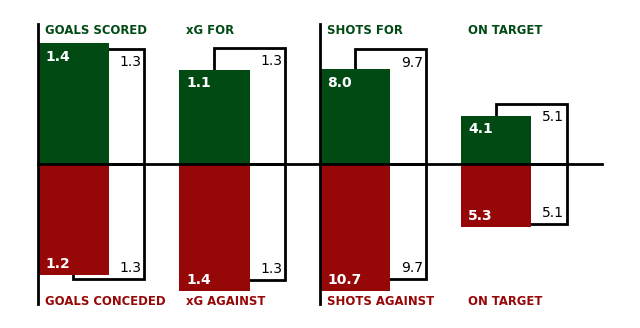 GOALS SCORED xG FOR SHOTS FOR ON TARGET
1.4 1.3 1.1 1.3 8.0 9.7 4.1 5.1
1.2 1.3 1.4 1.3 10.7 9.7 5.3 5.1
GOALS CONCEDED xG AGAINST SHOTS AGAINST ON TARGET